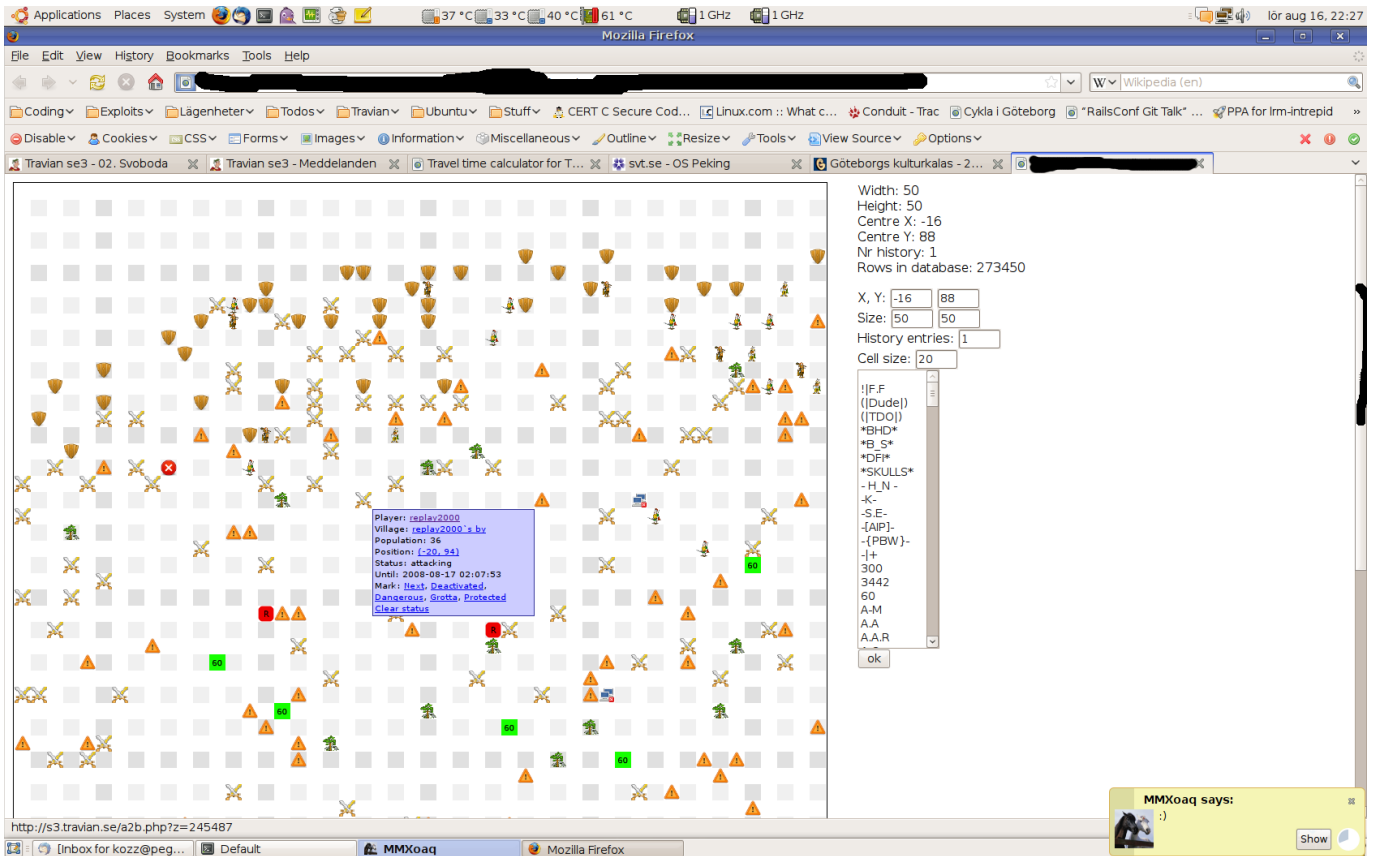 Applications Places System 37 °C 33 °C 40 °C 61 °C 1 GHz 1 GHz lör aug 16, 22:27
Mozilla Firefox
File Edit View History Bookmarks Tools Help
W Wikipedia (en)
Coding Exploits Lägenheter Todos Travian Ubuntu Stuff CERT C Secure Cod... Linux.com :: What c... Conduit - Trac Cykla i Göteborg “RailsConf Git Talk” ... PPA for lrm-intrepid »
Disable Cookies CSS Forms Images Information Miscellaneous Outline Resize Tools View Source Options
Travian se3 - 02. Svoboda Travian se3 - Meddelanden Travel time calculator for T... svt.se - OS Peking Göteborgs kulturkalas - 2...
Width: 50
Height: 50
Centre X: -16
Centre Y: 88
Nr history: 1
Rows in database: 273450
X, Y: -16 88
Size: 50 50
History entries: 1
Cell size: 20
!|F.F
(|Dude|)
(|TDO|)
*BHD*
*B_S*
*DFI*
*SKULLS*
- H_N -
-K-
-S.E-
-[AIP]-
-{PBW}-
-|+
300
3442
60
A-M
A.A
A.A.R
ok
Player: replay2000
Village: replay2000`s by
Population: 36
Position: (-20, 94)
Status: attacking
Until: 2008-08-17 02:07:53
Mark: Next, Deactivated,
Dangerous, Grotta, Protected
Clear status
60
R
R
60
60
60
60
MMXoaq says:
:)
Show
http://s3.travian.se/a2b.php?z=245487
[Inbox for kozz@peg... Default MMXoaq Mozilla Firefox